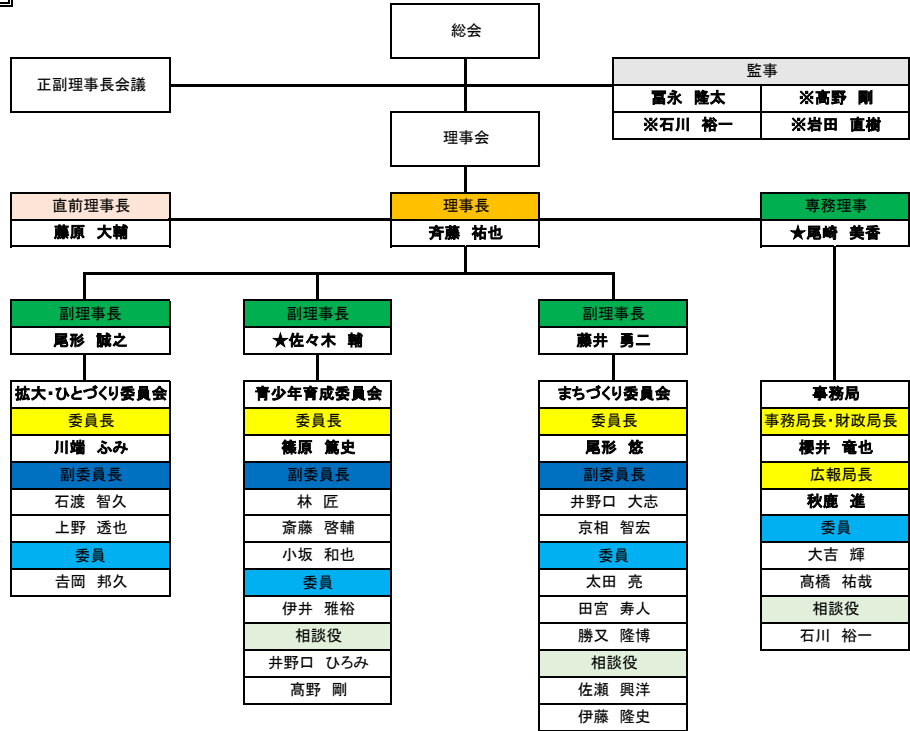 総会
正副理事長会議
監事
冨永 隆太 ※髙野 剛
※石川 裕一 ※岩田 直樹
理事会
直前理事長
藤原 大輔
理事長
斉藤 祐也
専務理事
★尾崎 美香
副理事長
尾形 誠之
副理事長
★佐々木 輔
副理事長
藤井 勇二
拡大・ひとづくり委員会
委員長
川端 ふみ
副委員長
石渡 智久
上野 透也
委員
𠮷岡 邦久
青少年育成委員会
委員長
篠原 篤史
副委員長
林 匠
斎藤 啓輔
小坂 和也
委員
伊井 雅裕
相談役
井野口 ひろみ
髙野 剛
まちづくり委員会
委員長
尾形 悠
副委員長
井野口 大志
京相 智宏
委員
太田 亮
田宮 寿人
勝又 隆博
相談役
佐瀬 興洋
伊藤 隆史
事務局
事務局長・財政局長
櫻井 竜也
広報局長
秋鹿 進
委員
大吉 輝
髙橋 祐哉
相談役
石川 裕一